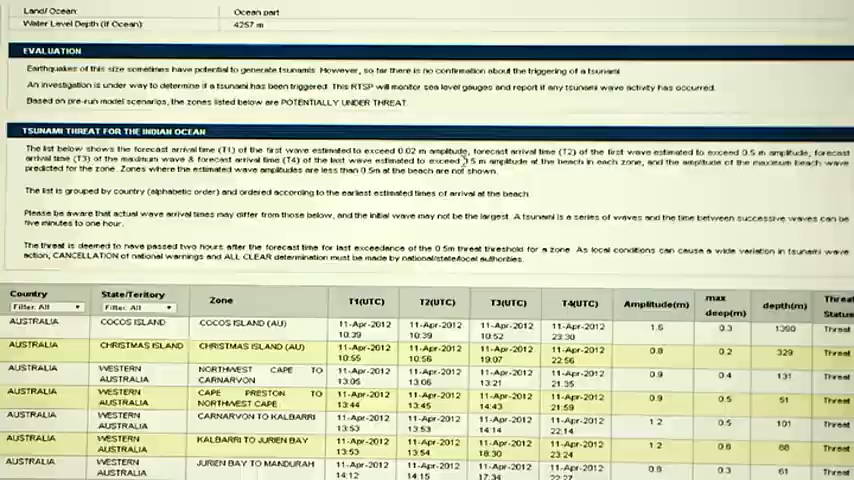 Land/ Ocean: Ocean part
Water Level Depth (If Ocean) 4257 m
EVALUATION
Earthquakes of this size sometimes have potential to generate tsunamis. However, so far there is no confirmation about the triggering of a tsunami
An investigation is under way to determine if a tsunami has been triggered. This RTSP will monitor sea level gauges and report if any tsunami wave activity has occurred.
Based on pre-run model scenarios, the zones listed below are POTENTIALLY UNDER THREAT.
TSUNAMI THREAT FOR THE INDIAN OCEAN
The list below shows the forecast arrival time (T1) of the first wave estimated to exceed 0.02 m amplitude, forecast arrival time (T2) of the first wave estimated to exceed 0.5 m amplitude, forecast
arrival time (T3) of the maximum wave & forecast arrival time (T4) of the last wave estimated to exceed 0.5 m amplitude at the beach in each zone, and the amplitude of the maximum beach wave
predicted for the zone. Zones where the estimated wave amplitudes are less than 0.5m at the beach are not shown.
The list is grouped by country (alphabetic order) and ordered according to the earliest estimated times of arrival at the beach.
Please be aware that actual wave arrival times may differ from those below, and the initial wave may not be the largest. A tsunami is a series of waves and the time between successive waves can be
five minutes to one hour.
The threat is deemed to have passed two hours after the forecast time for last exceedance of the 0.5m threat threshold for a zone. As local conditions can cause a wide variation in tsunami wave
action, CANCELLATION of national warnings and ALL CLEAR determination must be made by national/state/local authorities.
Country State/Teritory Zone T1(UTC) T2(UTC) T3(UTC) T4(UTC) Amplitude(m) max deep(m) depth(m) Threat Status
Filter: All Filter: All
AUSTRALIA COCOS ISLAND COCOS ISLAND (AU) 11-Apr-2012 10:39 11-Apr-2012 10:39 11-Apr-2012 10:52 11-Apr-2012 23:30 1.6 0.3 1390 Threat
AUSTRALIA CHRISTMAS ISLAND CHRISTMAS ISLAND (AU) 11-Apr-2012 10:55 11-Apr-2012 10:56 11-Apr-2012 19:07 11-Apr-2012 22:56 0.8 0.2 329 Threat
AUSTRALIA WESTERN AUSTRALIA NORTHWEST CAPE TO CARNARVON 11-Apr-2012 13:05 11-Apr-2012 13:06 11-Apr-2012 13:21 11-Apr-2012 21:35 0.9 0.4 131 Threat
AUSTRALIA WESTERN AUSTRALIA CAPE PRESTON TO NORTHWEST CAPE 11-Apr-2012 13:44 11-Apr-2012 13:45 11-Apr-2012 14:43 11-Apr-2012 21:59 0.9 0.5 51 Threat
AUSTRALIA WESTERN AUSTRALIA CARNARVON TO KALBARRI 11-Apr-2012 13:53 11-Apr-2012 13:53 11-Apr-2012 14:14 11-Apr-2012 22:14 1.2 0.5 101 Threat
AUSTRALIA WESTERN AUSTRALIA KALBARRI TO JURIEN BAY 11-Apr-2012 13:53 11-Apr-2012 13:54 11-Apr-2012 18:30 11-Apr-2012 23:24 1.2 0.6 68 Threat
AUSTRALIA WESTERN AUSTRALIA JURIEN BAY TO MANDURAH 11-Apr-2012 14:12 11-Apr-2012 14:15 11-Apr-2012 17:34 11-Apr-2012 0.8 0.3 61 Threat